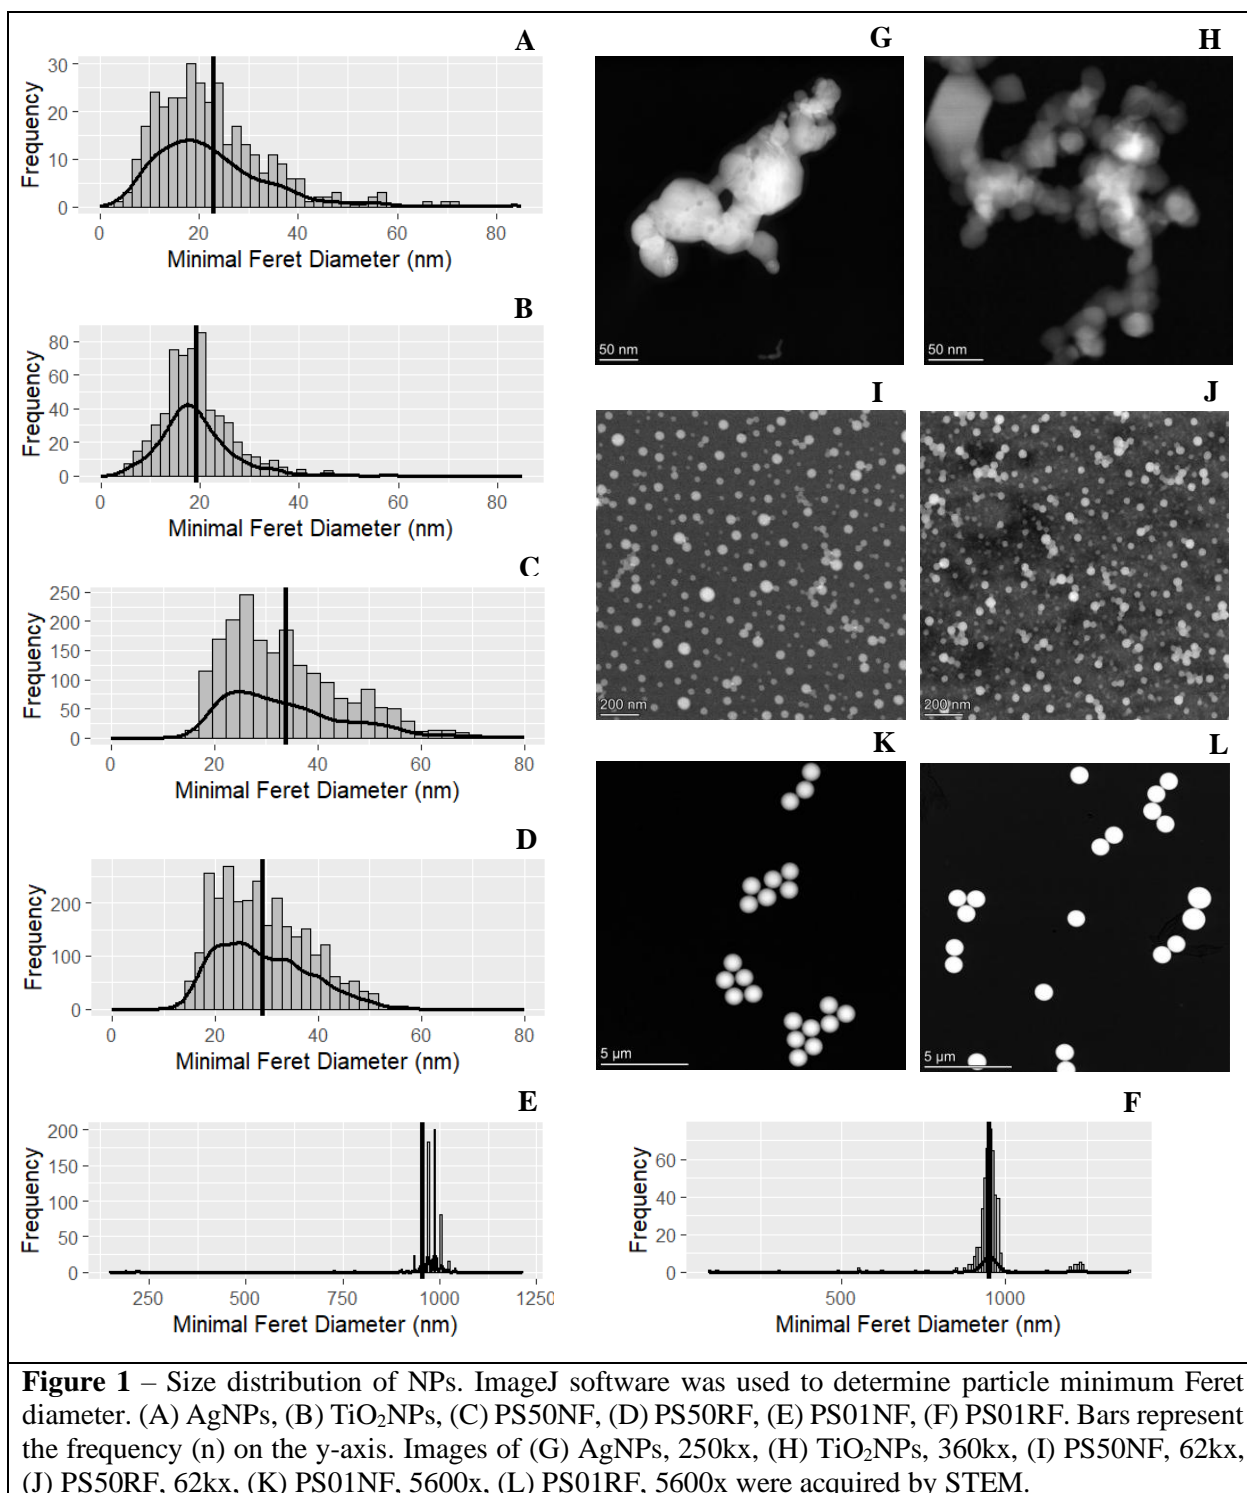 A
30
20
10
0
Frequency
0 20 40 60 80
Minimal Feret Diameter (nm)
G
50 nm
H
50 nm
B
80
60
40
20
0
Frequency
0 20 40 60 80
Minimal Feret Diameter (nm)
I
200 nm
J
200 nm
C
250
200
150
100
50
0
Frequency
0 20 40 60 80
Minimal Feret Diameter (nm)
K
5 µm
L
5 µm
D
200
100
0
Frequency
0 20 40 60 80
Minimal Feret Diameter (nm)
E
200
150
100
50
0
Frequency
250 500 750 1000 1250
Minimal Feret Diameter (nm)
F
60
40
20
0
Frequency
500 1000
Minimal Feret Diameter (nm)
Figure 1 – Size distribution of NPs. ImageJ software was used to determine particle minimum Feret
diameter. (A) AgNPs, (B) TiO₂NPs, (C) PS50NF, (D) PS50RF, (E) PS01NF, (F) PS01RF. Bars represent
the frequency (n) on the y-axis. Images of (G) AgNPs, 250kx, (H) TiO₂NPs, 360kx, (I) PS50NF, 62kx,
(J) PS50RF, 62kx, (K) PS01NF, 5600x, (L) PS01RF, 5600x were acquired by STEM.